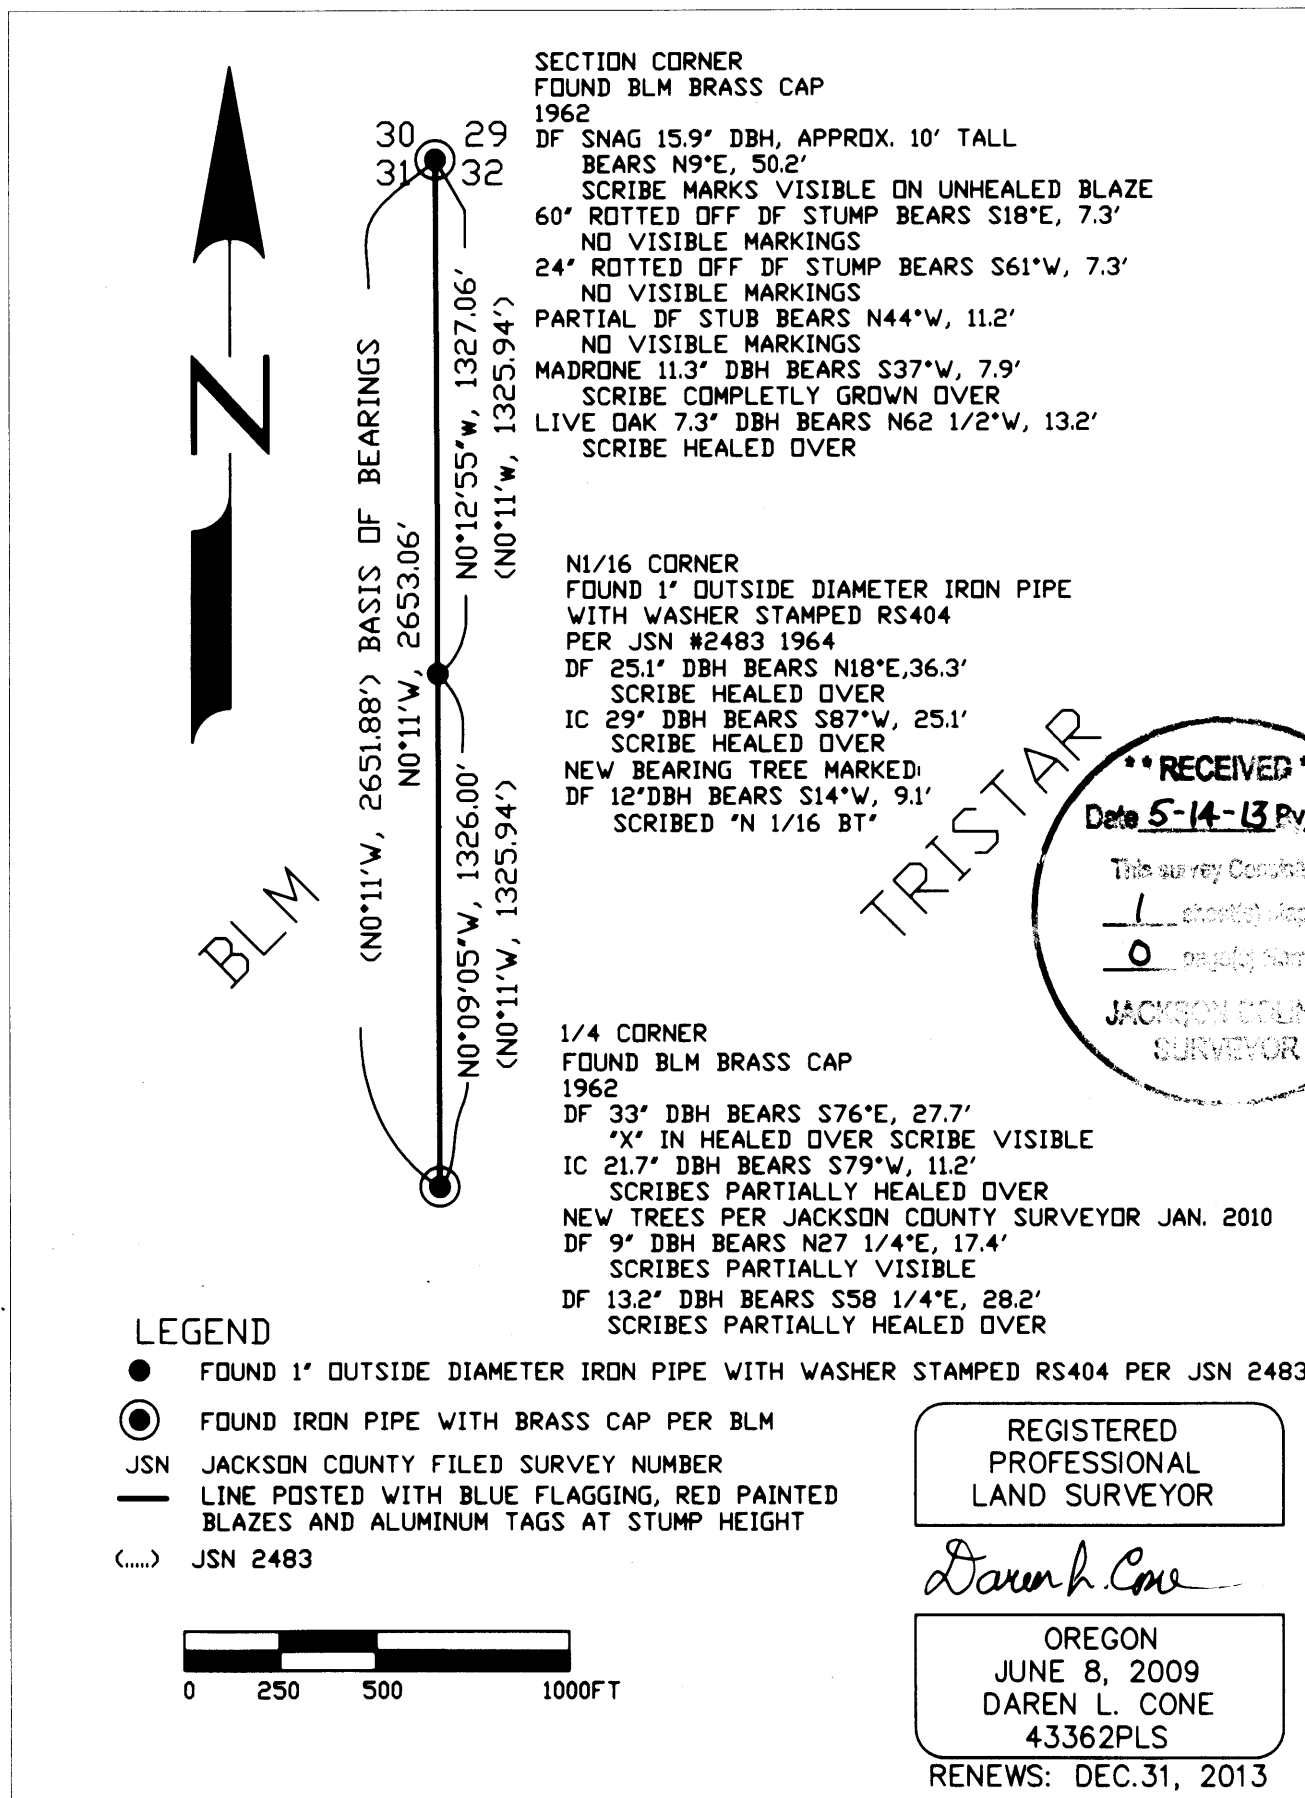 SECTION CORNER
FOUND BLM BRASS CAP
1962
DF SNAG 15.9" DBH, APPROX. 10' TALL
BEARS N9°E, 50.2'
SCRIBE MARKS VISIBLE ON UNHEALED BLAZE
60" ROTTED OFF DF STUMP BEARS S18°E, 7.3'
NO VISIBLE MARKINGS
24" ROTTED OFF DF STUMP BEARS S61°W, 7.3'
NO VISIBLE MARKINGS
PARTIAL DF STUB BEARS N44°W, 11.2'
NO VISIBLE MARKINGS
MADRONE 11.3" DBH BEARS S37°W, 7.9'
SCRIBE COMPLETLY GROWN OVER
LIVE OAK 7.3" DBH BEARS N62 1/2°W, 13.2'
SCRIBE HEALED OVER
30 29
31 32
N
(N0°11'W, 2651.88') BASIS OF BEARINGS
N0°11'W, 2653.06'
N0°12'55"w, 1327.06'
(N0°11'w, 1325.94')
N0°09'05"W, 1326.00'
(N0°11'W, 1325.94')
N1/16 CORNER
FOUND 1" OUTSIDE DIAMETER IRON PIPE
WITH WASHER STAMPED RS404
PER JSN #2483 1964
DF 25.1" DBH BEARS N18°E,36.3'
SCRIBE HEALED OVER
IC 29" DBH BEARS S87°W, 25.1'
SCRIBE HEALED OVER
NEW BEARING TREE MARKED:
DF 12"DBH BEARS S14°W, 9.1'
SCRIBED "N 1/16 BT"
BLM
TRISTAR
** RECEIVED *
Date 5-14-13 By
This survey Consists
1 sheet(s) Map
0 page(s) Narr
JACKSON COUN
SURVEYOR
1/4 CORNER
FOUND BLM BRASS CAP
1962
DF 33" DBH BEARS S76°E, 27.7'
"X" IN HEALED OVER SCRIBE VISIBLE
IC 21.7" DBH BEARS S79°W, 11.2'
SCRIBES PARTIALLY HEALED OVER
NEW TREES PER JACKSON COUNTY SURVEYOR JAN. 2010
DF 9" DBH BEARS N27 1/4°E, 17.4'
SCRIBES PARTIALLY VISIBLE
DF 13.2" DBH BEARS S58 1/4°E, 28.2'
SCRIBES PARTIALLY HEALED OVER
LEGEND
FOUND 1" OUTSIDE DIAMETER IRON PIPE WITH WASHER STAMPED RS404 PER JSN 2483
FOUND IRON PIPE WITH BRASS CAP PER BLM
JSN JACKSON COUNTY FILED SURVEY NUMBER
LINE POSTED WITH BLUE FLAGGING, RED PAINTED
BLAZES AND ALUMINUM TAGS AT STUMP HEIGHT
(.....) JSN 2483
0 250 500 1000FT
REGISTERED
PROFESSIONAL
LAND SURVEYOR
Daren L. Cone
OREGON
JUNE 8, 2009
DAREN L. CONE
43362PLS
RENEWS: DEC.31, 2013